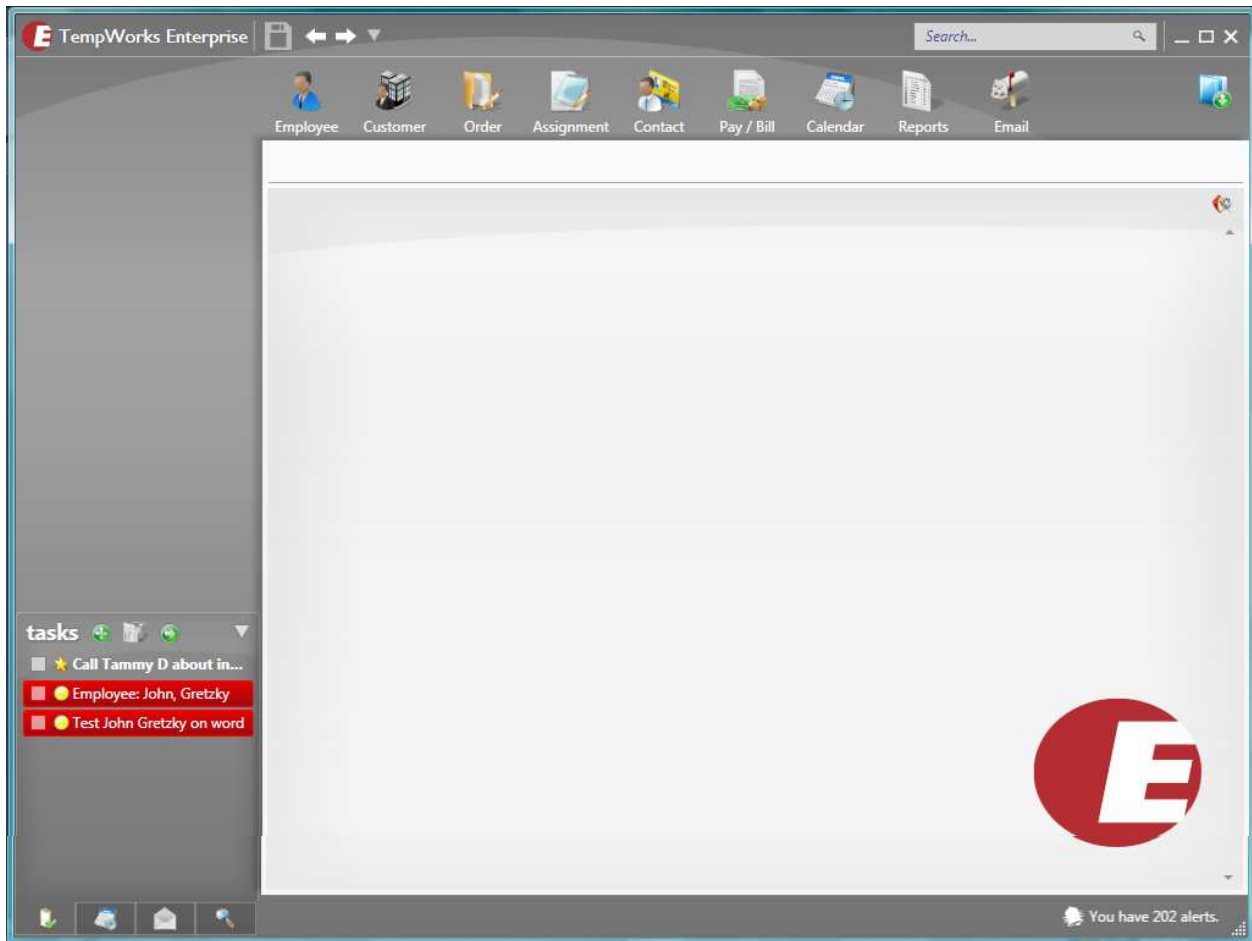 E TempWorks Enterprise
Search...
Employee Customer Order Assignment Contact Pay / Bill Calendar Reports Email
tasks
Call Tammy D about in...
Employee: John, Gretzky
Test John Gretzky on word
E
You have 202 alerts.